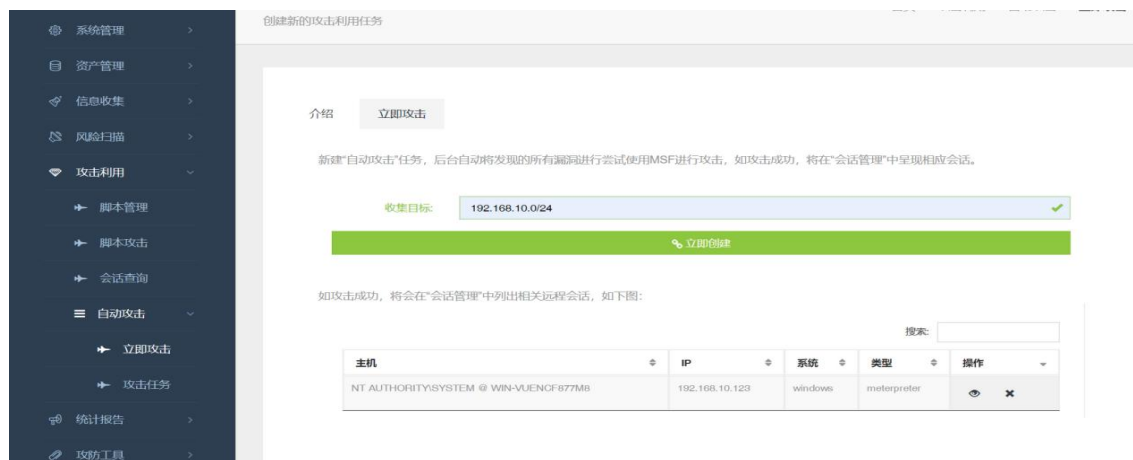 创建新的攻击利用任务
系统管理
资产管理
信息收集
风险扫描
攻击利用
脚本管理
脚本攻击
会话查询
自动攻击
立即攻击
攻击任务
统计报告
攻防工具
介绍 立即攻击
新建“自动攻击”任务，后台自动将发现的所有漏洞进行尝试使用MSF进行攻击，如攻击成功，将在“会话管理”中呈现相应会话。
收集目标: 192.168.10.0/24
立即创建
如攻击成功，将会在“会话管理”中列出相关远程会话，如下图：
搜索:
主机 IP 系统 类型 操作
NT AUTHORITY\SYSTEM @ WIN-VUENCF877M8 192.168.10.123 windows meterpreter